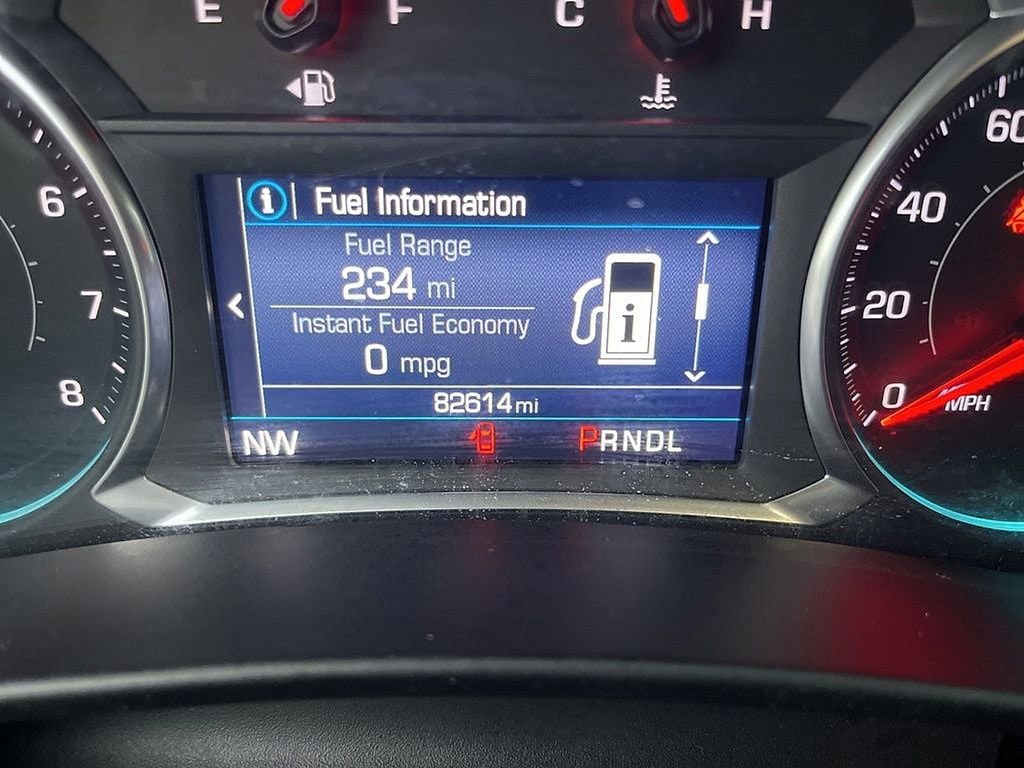 E F C H
6
7
8
i Fuel Information
Fuel Range
234 mi
Instant Fuel Economy
0 mpg
i
82614 mi
NW PRNDL
60
40
20
0
MPH